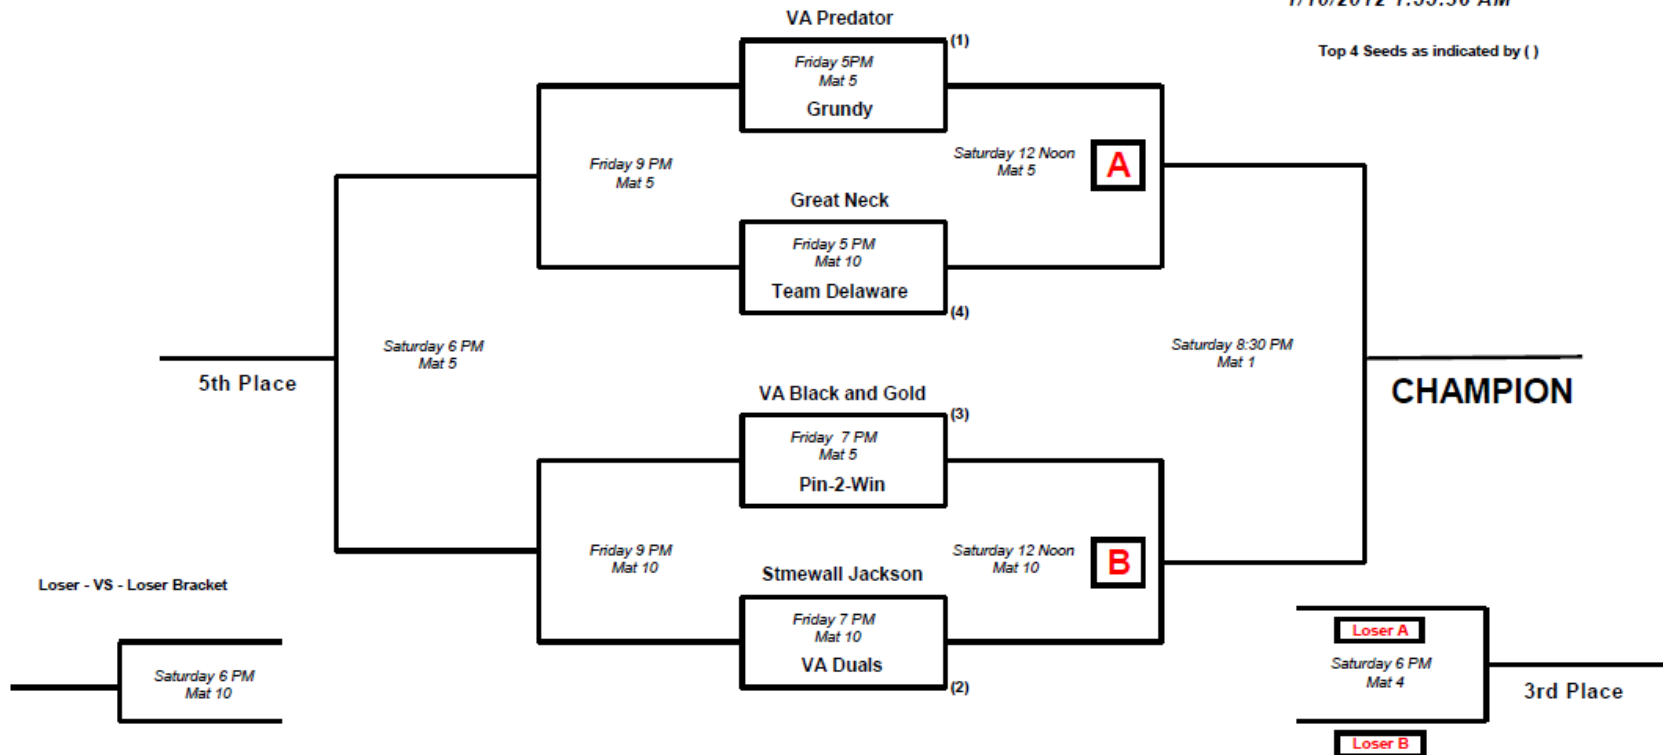 VA Predator
(1)
Top 4 Seeds as indicated by ( )
Friday 5PM
Mat 5
Grundy
Friday 9 PM
Mat 5
Saturday 12 Noon
Mat 5
A
Great Neck
Friday 5 PM
Mat 10
Team Delaware
(4)
Saturday 6 PM
Mat 5
Saturday 8:30 PM
Mat 1
5th Place
CHAMPION
VA Black and Gold
(3)
Friday 7 PM
Mat 5
Pin-2-Win
Friday 9 PM
Mat 10
Saturday 12 Noon
Mat 10
B
Stmewall Jackson
Friday 7 PM
Mat 10
VA Duals
(2)
Loser - VS - Loser Bracket
Saturday 6 PM
Mat 10
Loser A
Saturday 6 PM
Mat 4
3rd Place
Loser B